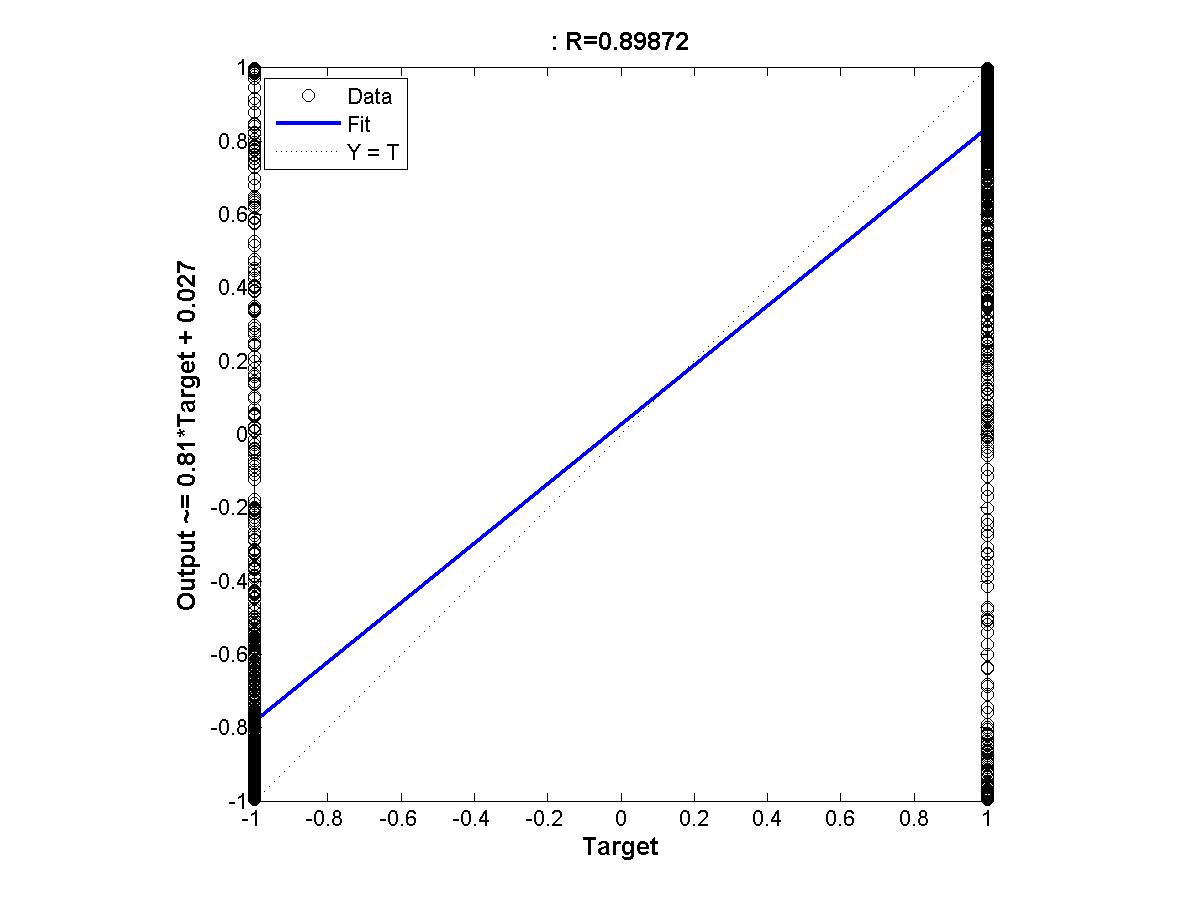 : R=0.89872
Data
Fit
Y = T
1
0.8
0.6
0.4
0.2
0
-0.2
-0.4
-0.6
-0.8
-1
Output ~= 0.81*Target + 0.027
-1 -0.8 -0.6 -0.4 -0.2 0 0.2 0.4 0.6 0.8 1
Target